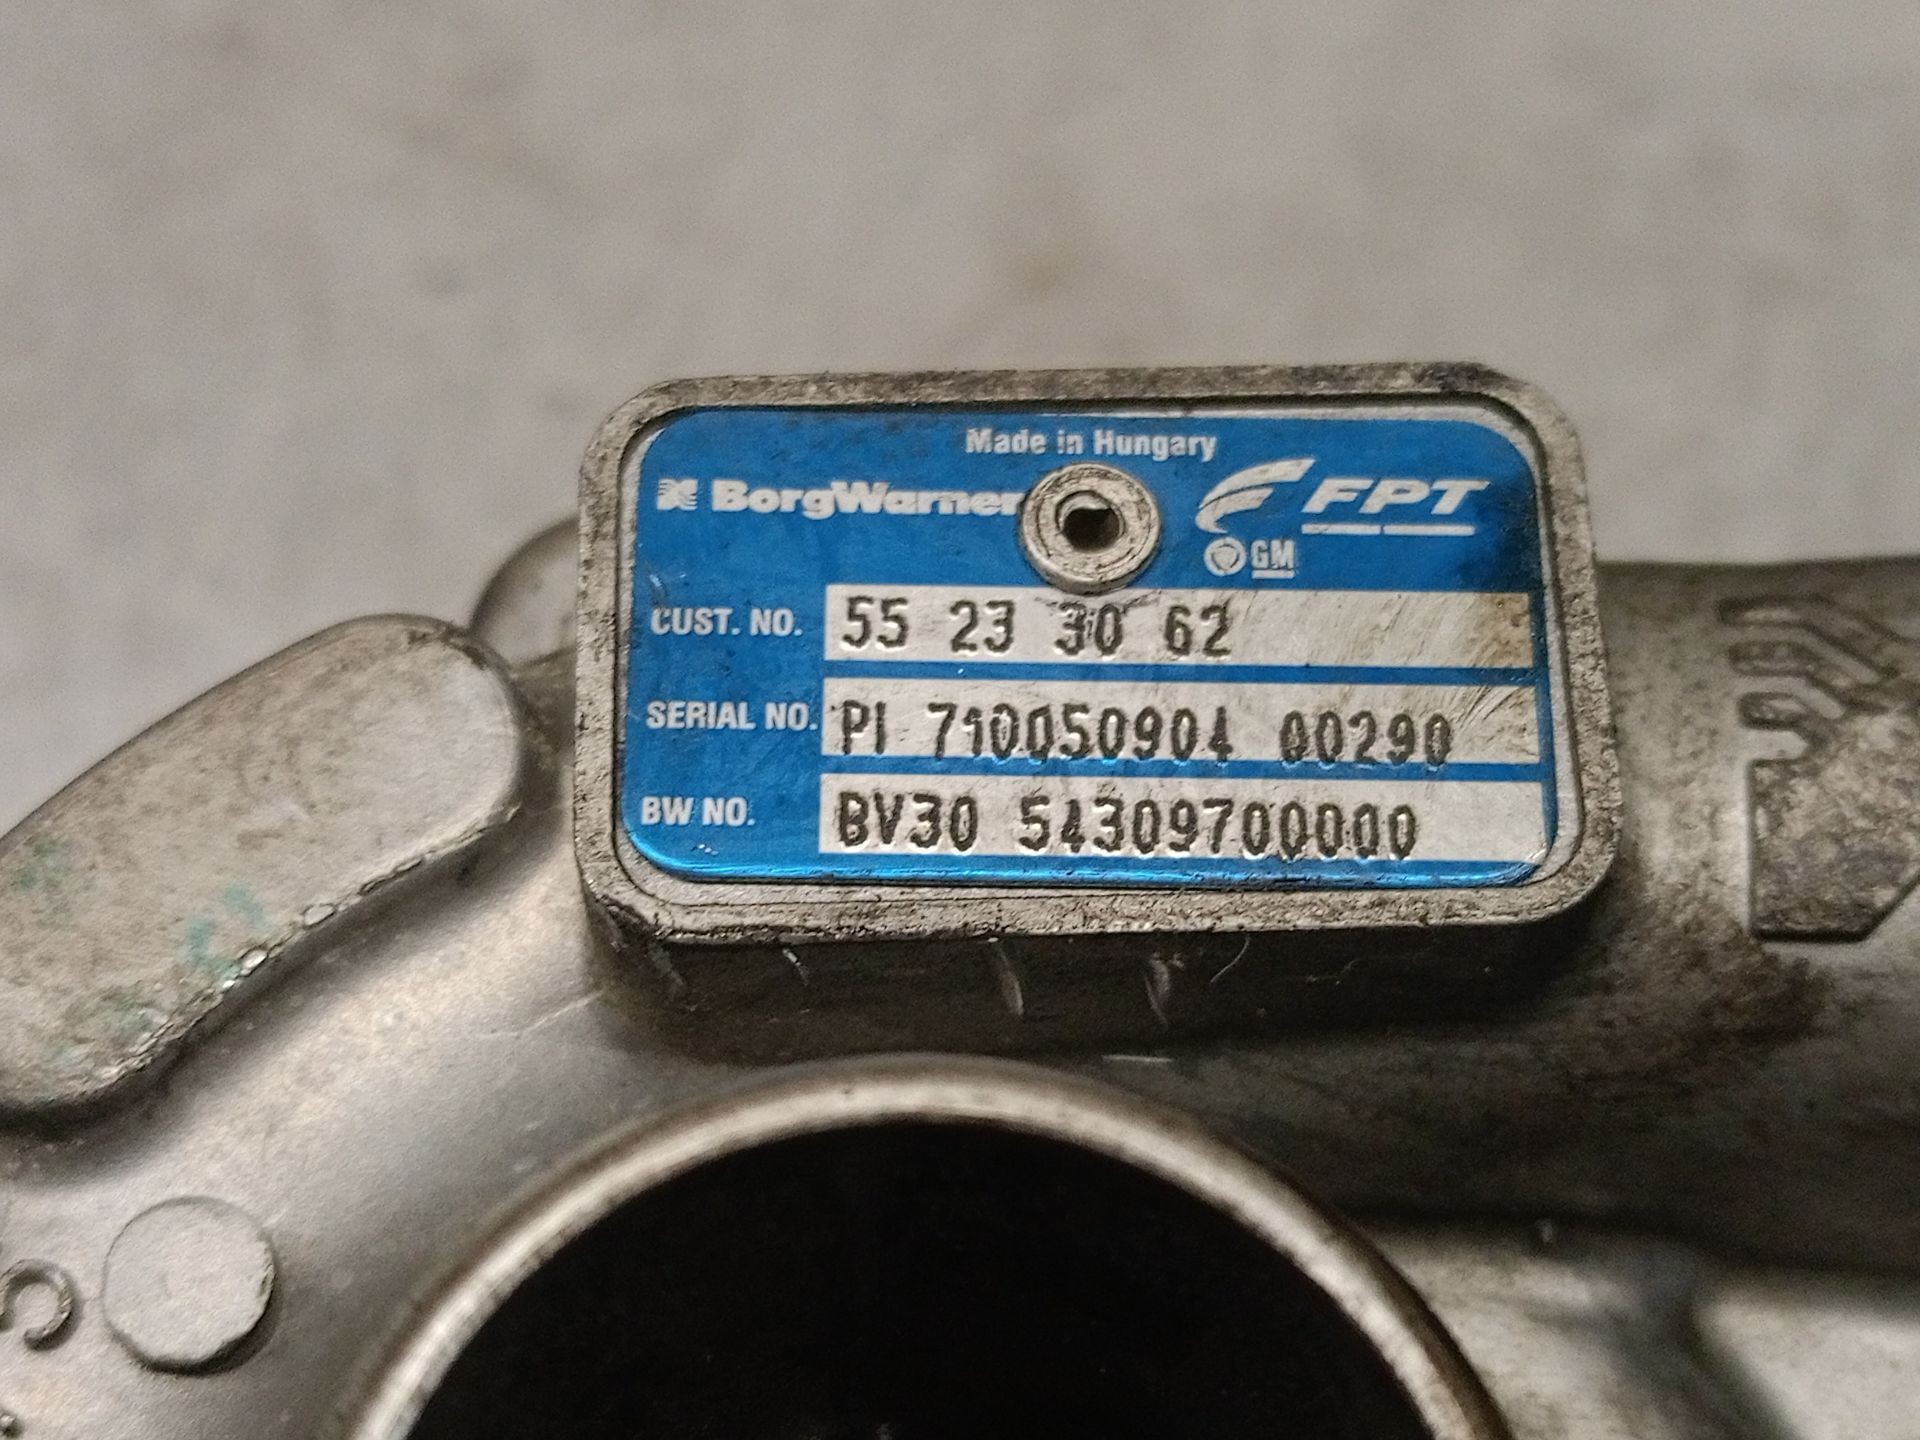 Made in Hungary
BorgWarner FPT
GM
CUST. NO. 55 23 30 62
SERIAL NO. PI 710050904 00290
BW NO. BV30 54309700000